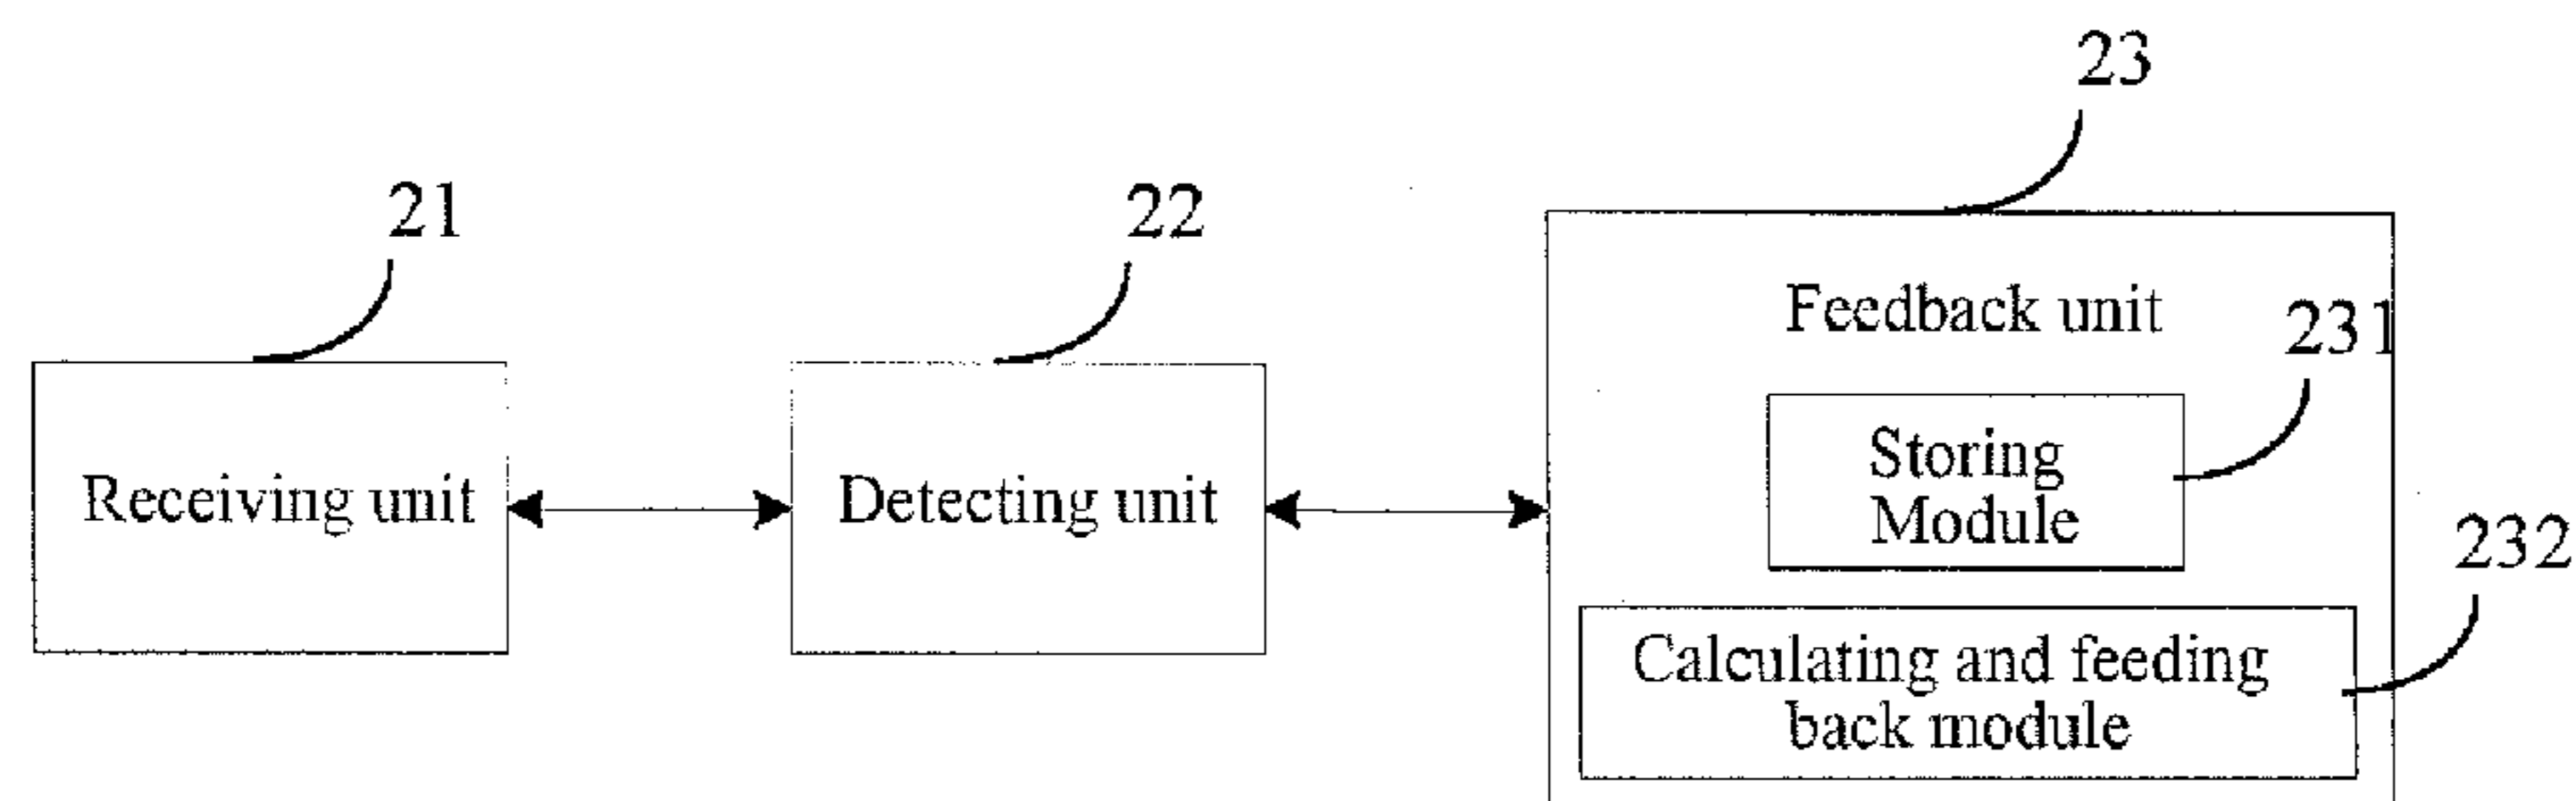 23
21
22
Feedback unit
231
Storing
Module
Receiving unit
Detecting unit
232
Calculating and feeding
back module